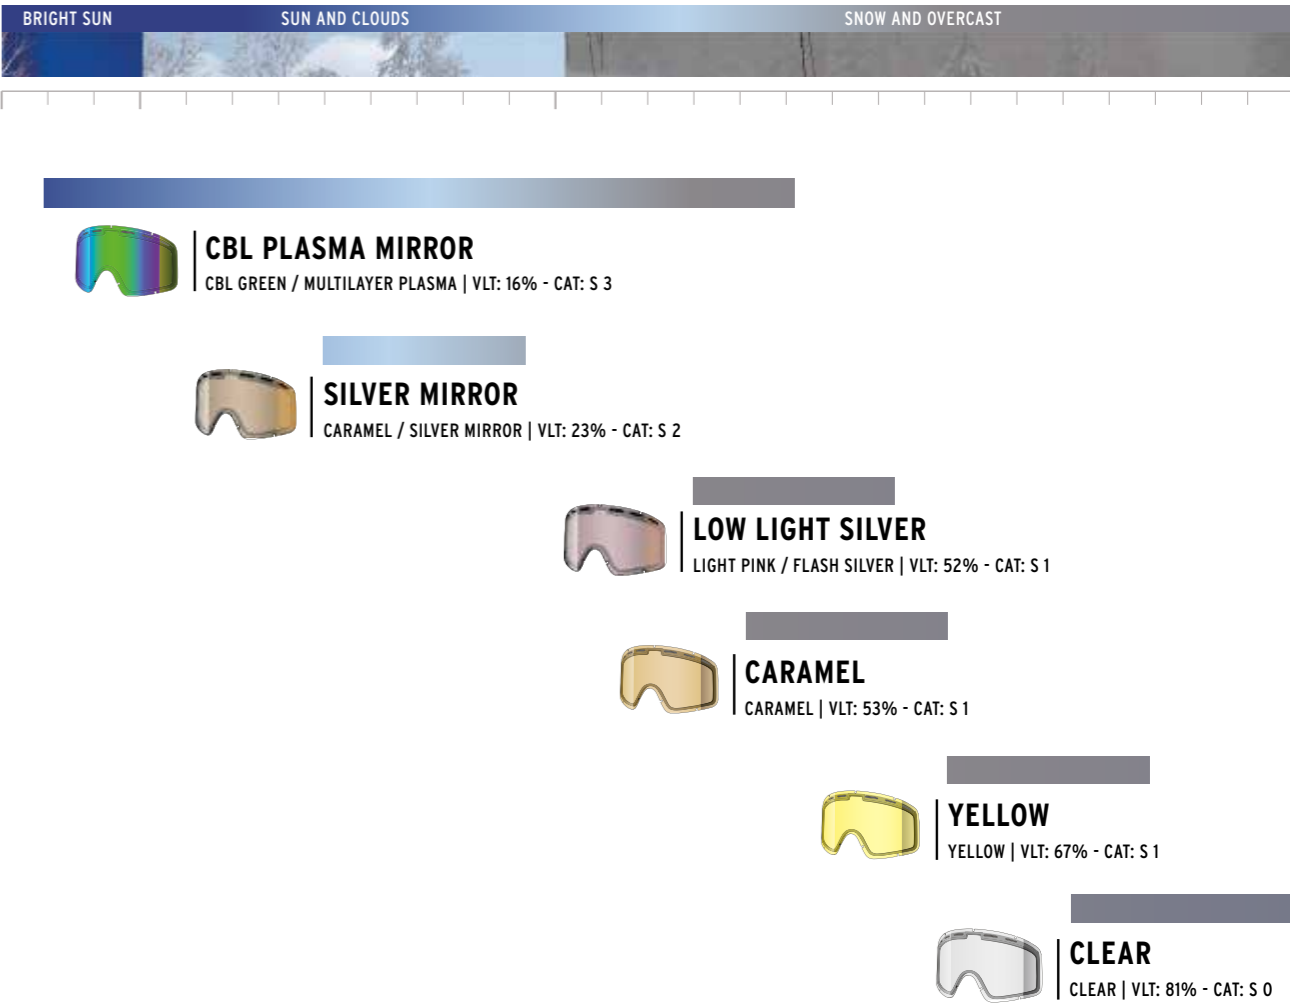 BRIGHT SUN SUN AND CLOUDS SNOW AND OVERCAST
CBL PLASMA MIRROR
CBL GREEN / MULTILAYER PLASMA | VLT: 16% - CAT: S 3
SILVER MIRROR
CARAMEL / SILVER MIRROR | VLT: 23% - CAT: S 2
LOW LIGHT SILVER
LIGHT PINK / FLASH SILVER | VLT: 52% - CAT: S 1
CARAMEL
CARAMEL | VLT: 53% - CAT: S 1
YELLOW
YELLOW | VLT: 67% - CAT: S 1
CLEAR
CLEAR | VLT: 81% - CAT: S 0